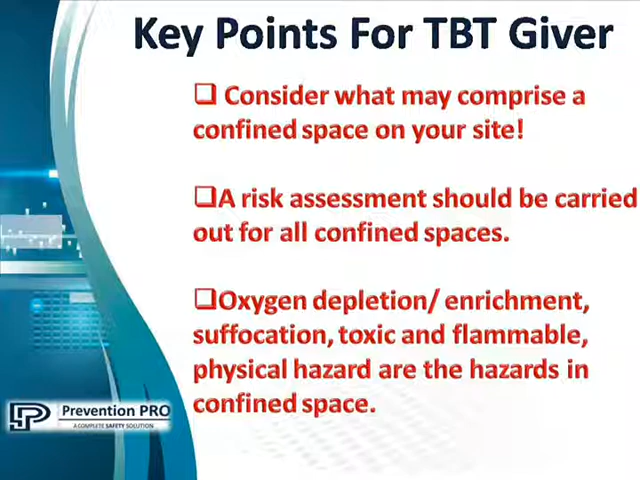 Key Points For TBT Giver
❑ Consider what may comprise a
confined space on your site!
❑A risk assessment should be carried
out for all confined spaces.
❑Oxygen depletion/ enrichment,
suffocation, toxic and flammable,
physical hazard are the hazards in
confined space.
Prevention PRO
A COMPLETE SAFETY SOLUTION